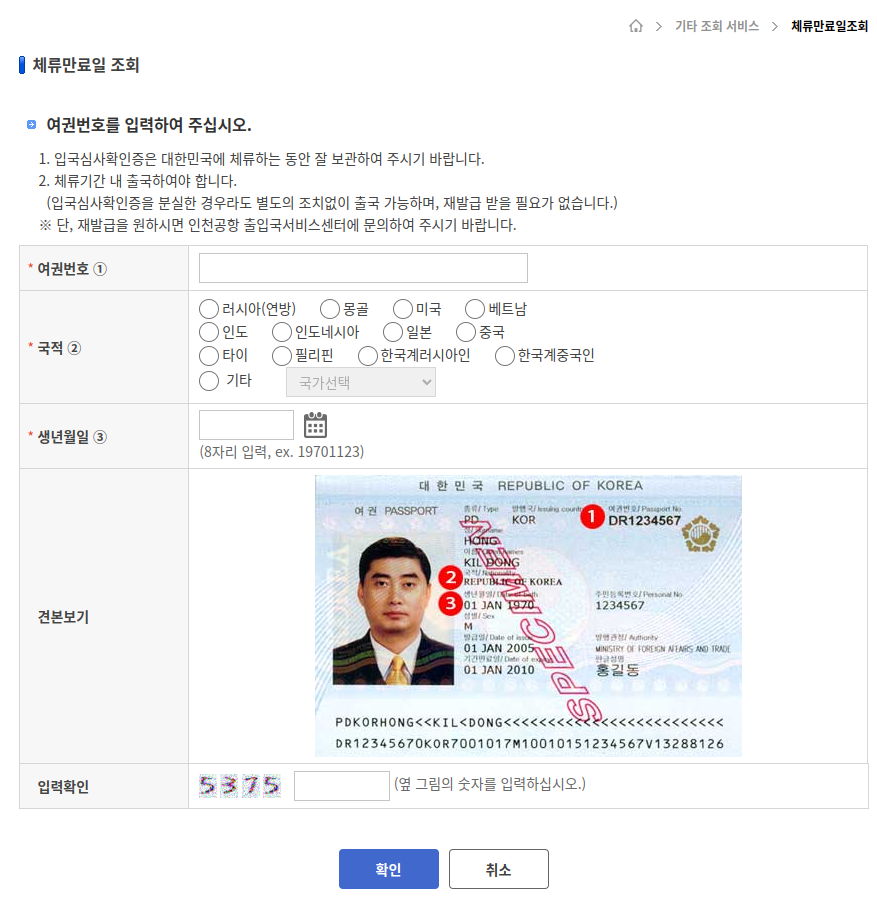 기타 조회 서비스 > 체류만료일조회
체류만료일 조회
여권번호를 입력하여 주십시오.
1. 입국심사확인증은 대한민국에 체류하는 동안 잘 보관하여 주시기 바랍니다.
2. 체류기간 내 출국하여야 합니다.
(입국심사확인증을 분실한 경우라도 별도의 조치없이 출국 가능하며, 재발급 받을 필요가 없습니다.)
※ 단, 재발급을 원하시면 인천공항 출입국서비스센터에 문의하여 주시기 바랍니다.
* 여권번호 ①
* 국적 ②
러시아(연방) 몽골 미국 베트남
인도 인도네시아 일본 중국
타이 필리핀 한국계러시아인 한국계중국인
기타 국가선택
* 생년월일 ③
(8자리 입력, ex. 19701123)
견본보기
대 한 민 국 REPUBLIC OF KOREA
여 권 PASSPORT
종류/ Type 발행국/ Issuing country 1 여권번호/ Passport No.
PD KOR DR1234567
HONG
KIL DONG
2 국적/ Nationality
REPUBLIC OF KOREA
3 생년월일/ Date of birth 주민등록번호/ Personal No.
01 JAN 1970 1234567
성별/ Sex
M
발급일/ Date of issue 발행관청/ Authority
01 JAN 2005 MINISTRY OF FOREIGN AFFAIRS AND TRADE
기간만료일/ Date of expiry 한글성명
01 JAN 2010 홍길동
SPECIMEN
PDKORHONG<<KIL<DONG<<<<<<<<<<<<<<<<<<<<<<<<<
DR12345670KOR7001017M10010151234567V13288126
입력확인
5375 (옆 그림의 숫자를 입력하십시오.)
확인 취소